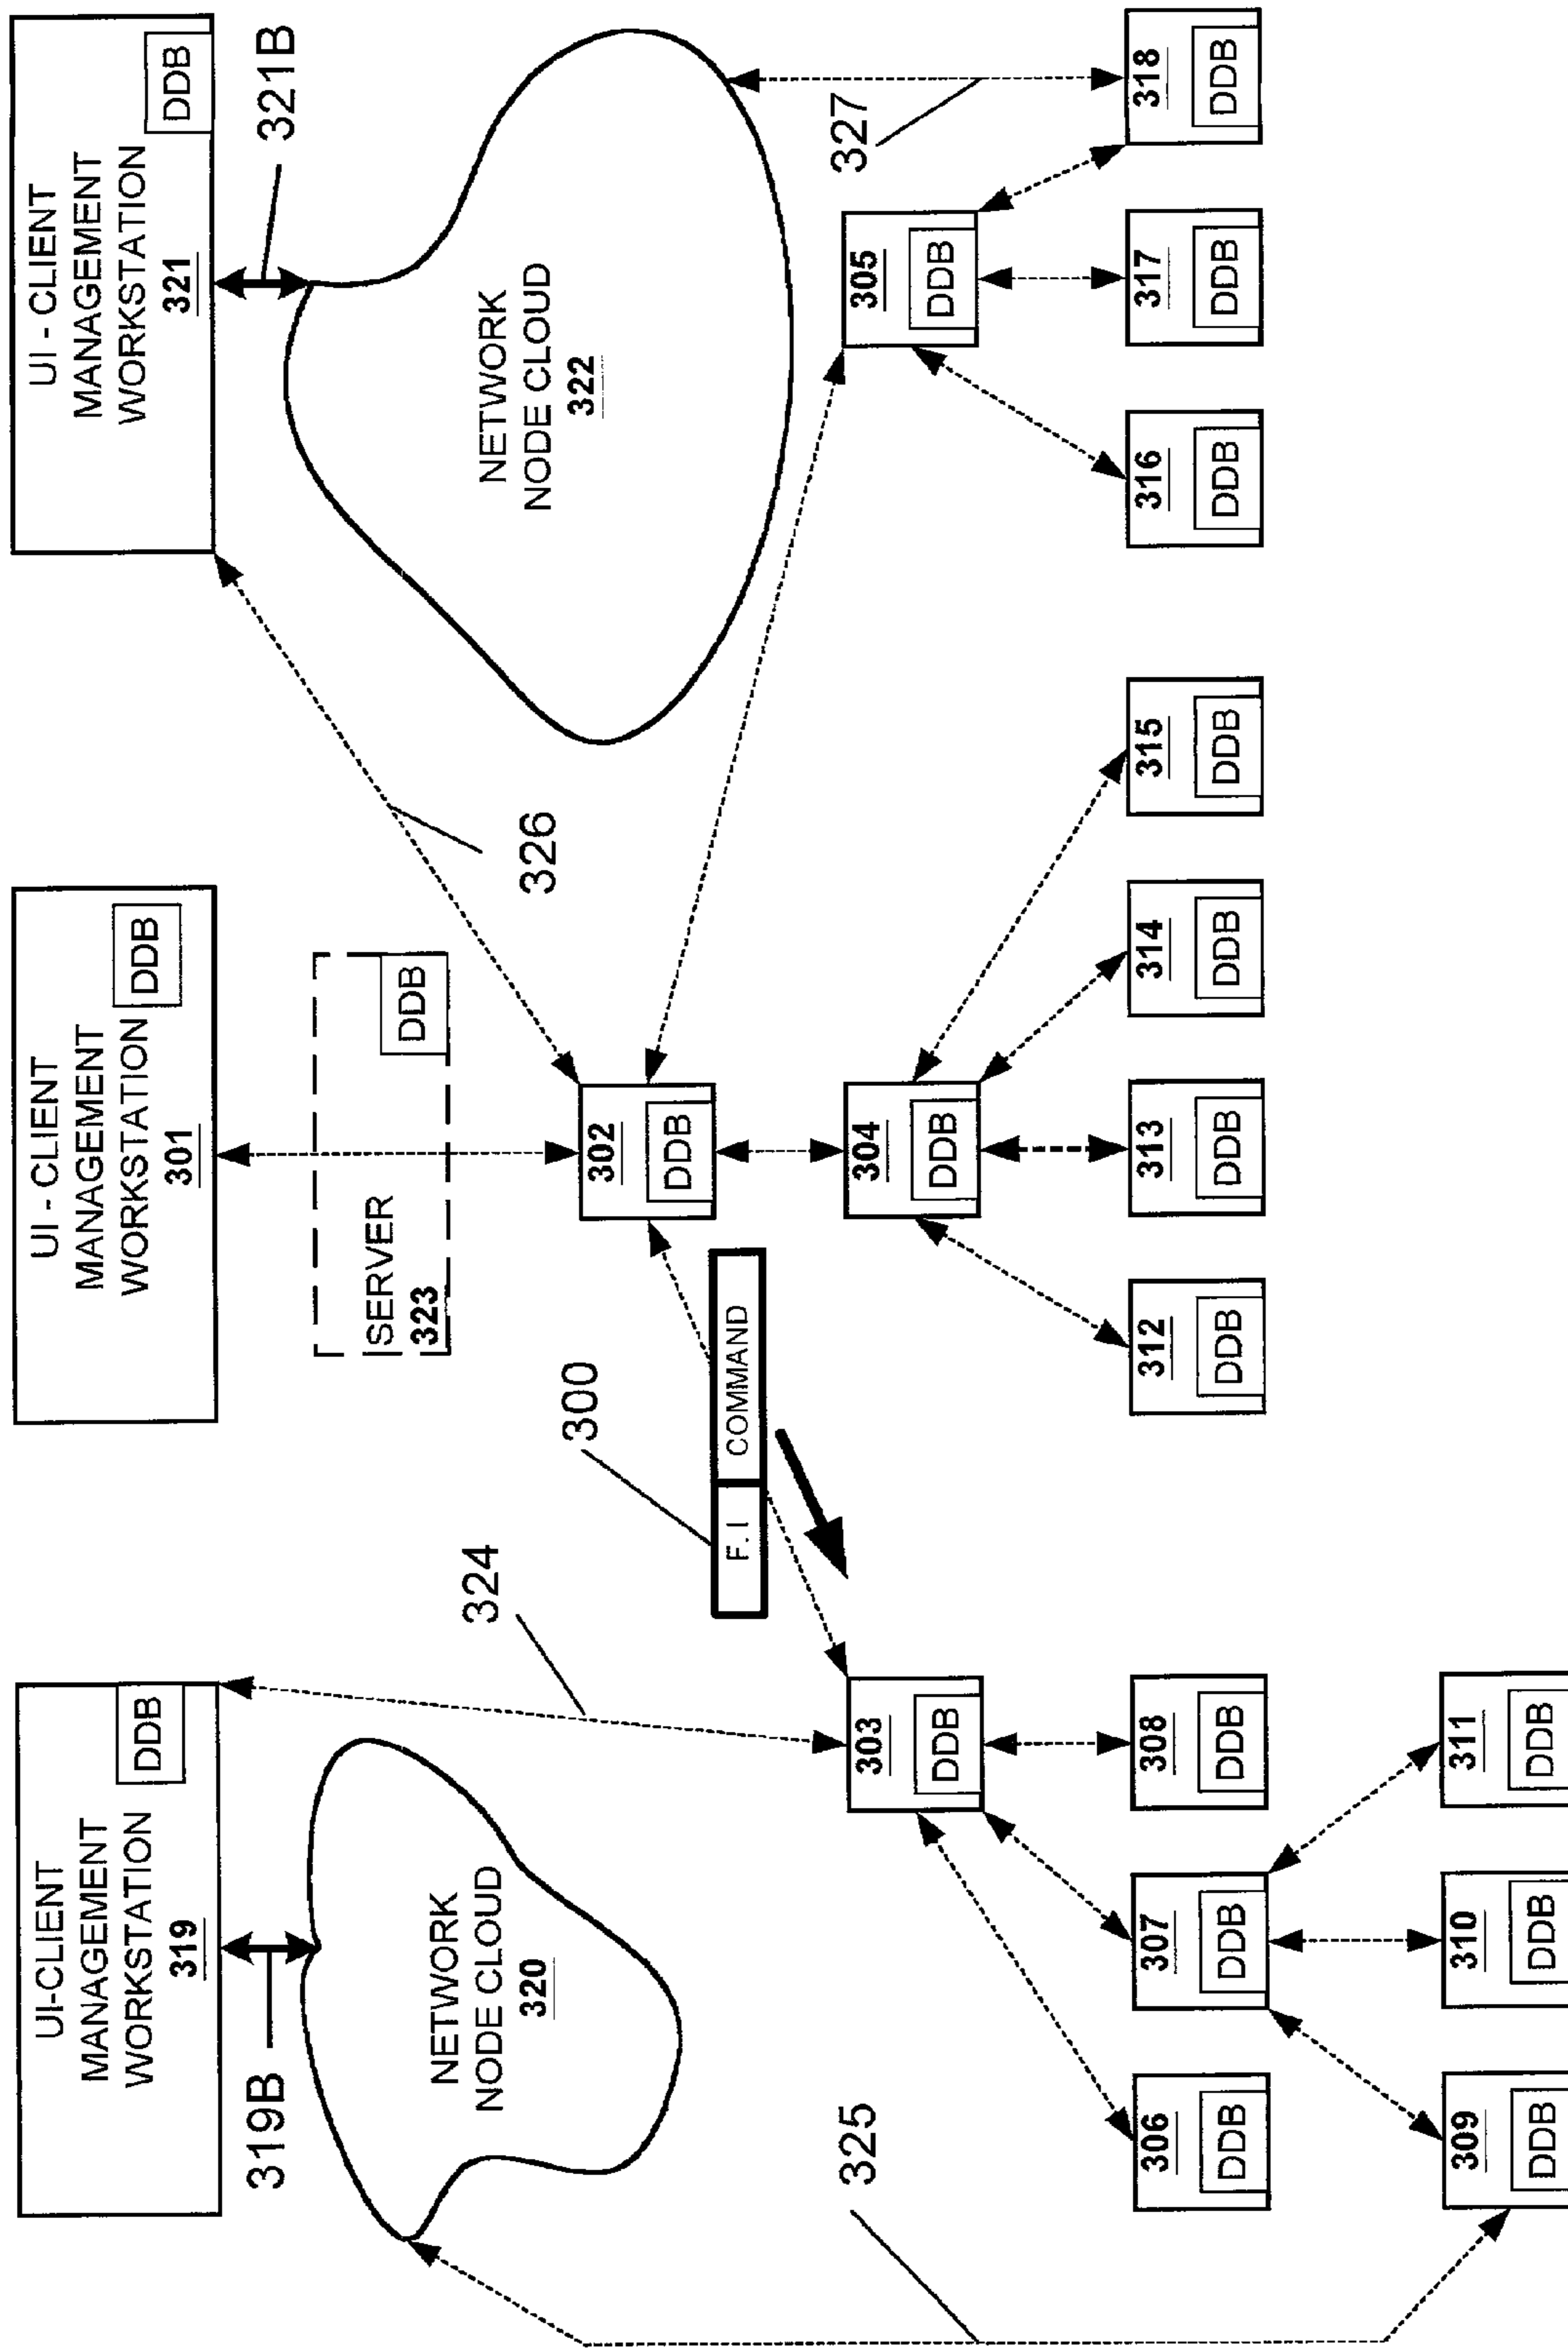 UI-CLIENT
MANAGEMENT
WORKSTATION
319
DDB
UI - CLIENT
MANAGEMENT
WORKSTATION
301
DDB
UI - CLIENT
MANAGEMENT
WORKSTATION
321
DDB
319B
321B
NETWORK
NODE CLOUD
320
SERVER
323
DDB
NETWORK
NODE CLOUD
322
324
326
300
F. I
COMMAND
302
DDB
325
327
303
DDB
304
DDB
305
DDB
306
DDB
307
DDB
308
DDB
312
DDB
313
DDB
314
DDB
315
DDB
316
DDB
317
DDB
318
DDB
309
DDB
310
DDB
311
DDB